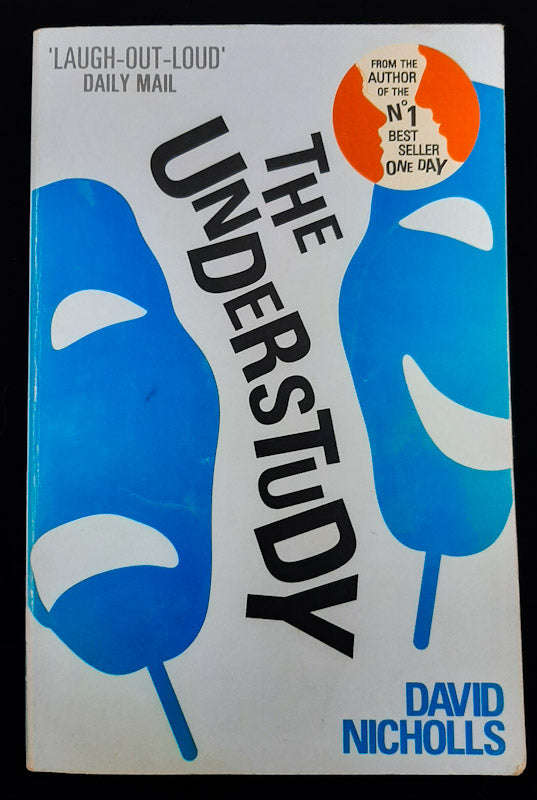 'LAUGH-OUT-LOUD'
DAILY MAIL
FROM THE
AUTHOR
OF THE
Nº1
BEST
SELLER
ONE DAY
THE
UNDERSTUDY
DAVID
NICHOLLS